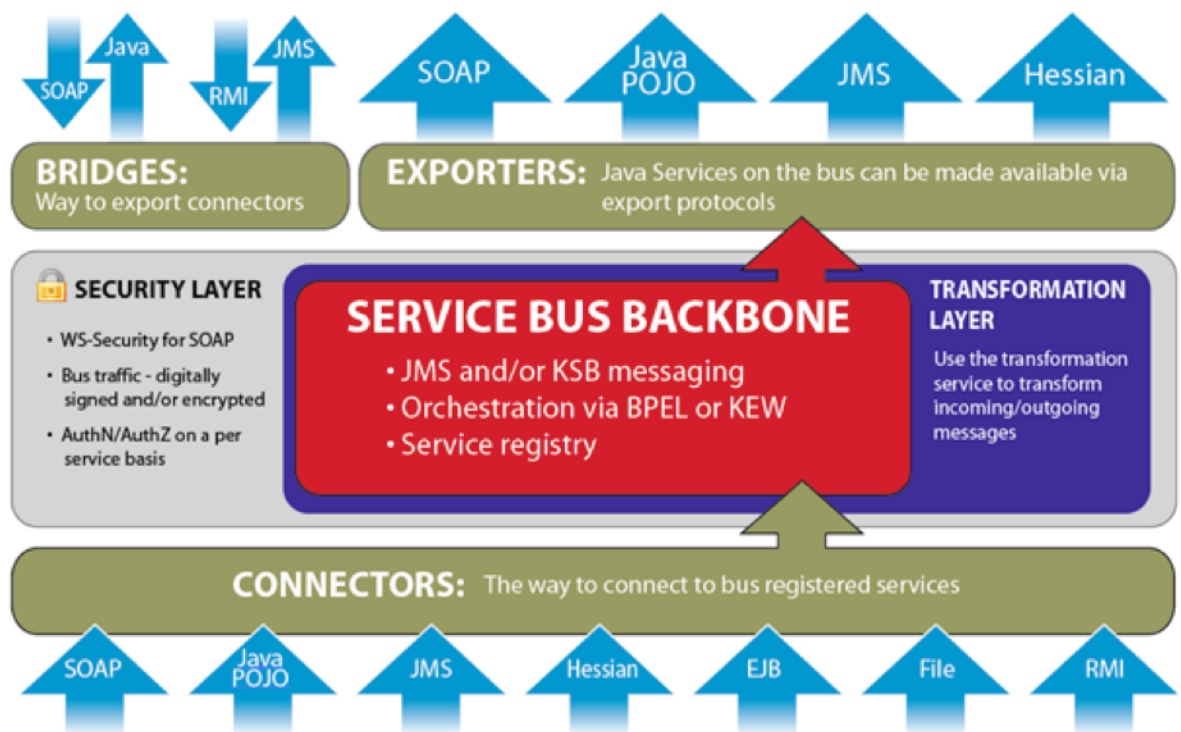 SOAP
Java
RMI
JMS
SOAP
Java
POJO
JMS
Hessian
BRIDGES:
Way to export connectors
EXPORTERS: Java Services on the bus can be made available via
export protocols
SECURITY LAYER
• WS-Security for SOAP
• Bus traffic - digitally
signed and/or encrypted
• AuthN/AuthZ on a per
service basis
SERVICE BUS BACKBONE
• JMS and/or KSB messaging
• Orchestration via BPEL or KEW
• Service registry
TRANSFORMATION
LAYER
Use the transformation
service to transform
incoming/outgoing
messages
CONNECTORS: The way to connect to bus registered services
SOAP
Java
POJO
JMS
Hessian
EJB
File
RMI